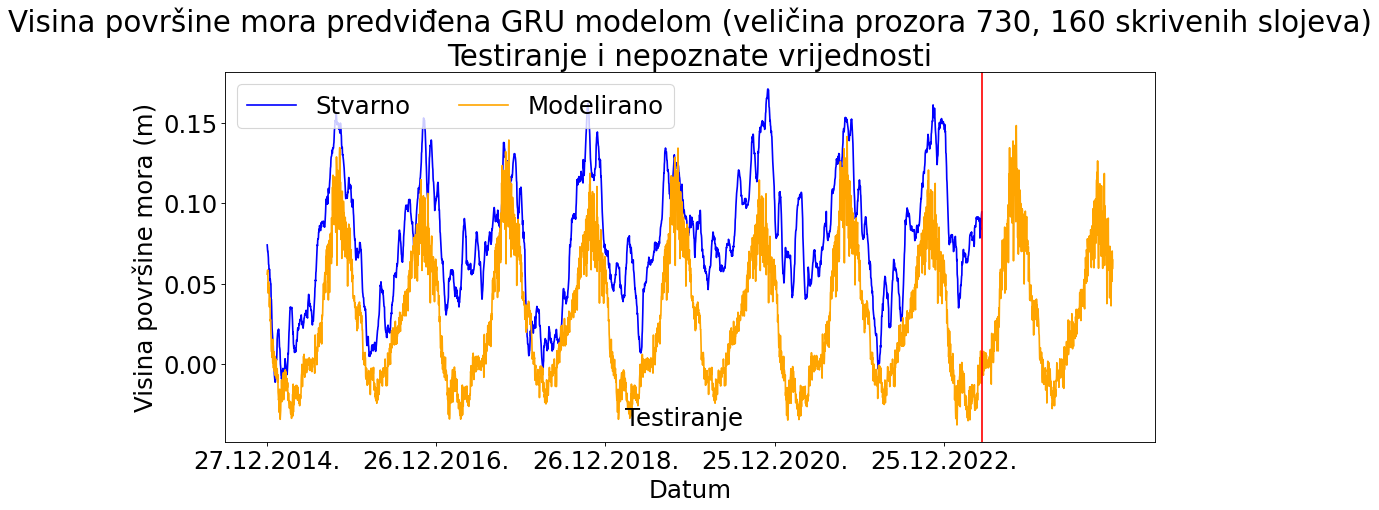 Visina površine mora predviđena GRU modelom (veličina prozora 730, 160 skrivenih slojeva)
Testiranje i nepoznate vrijednosti
Stvarno Modelirano
Visina površine mora (m)
0.15
0.10
0.05
0.00
Testiranje
27.12.2014. 26.12.2016. 26.12.2018. 25.12.2020. 25.12.2022.
Datum